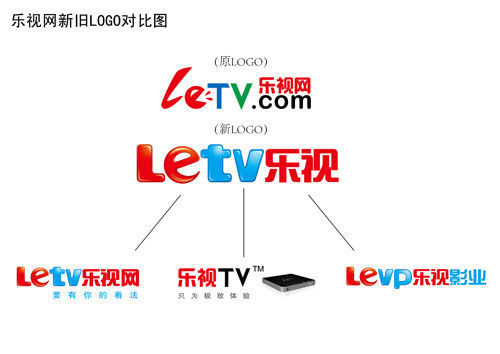 乐视网新旧LOGO对比图
(原LOGO)
LeTV乐视网
.com
(新LOGO)
Letv乐视
Letv乐视网
要有你的看法
乐视TV™
只为极致体验
Levp乐视影业